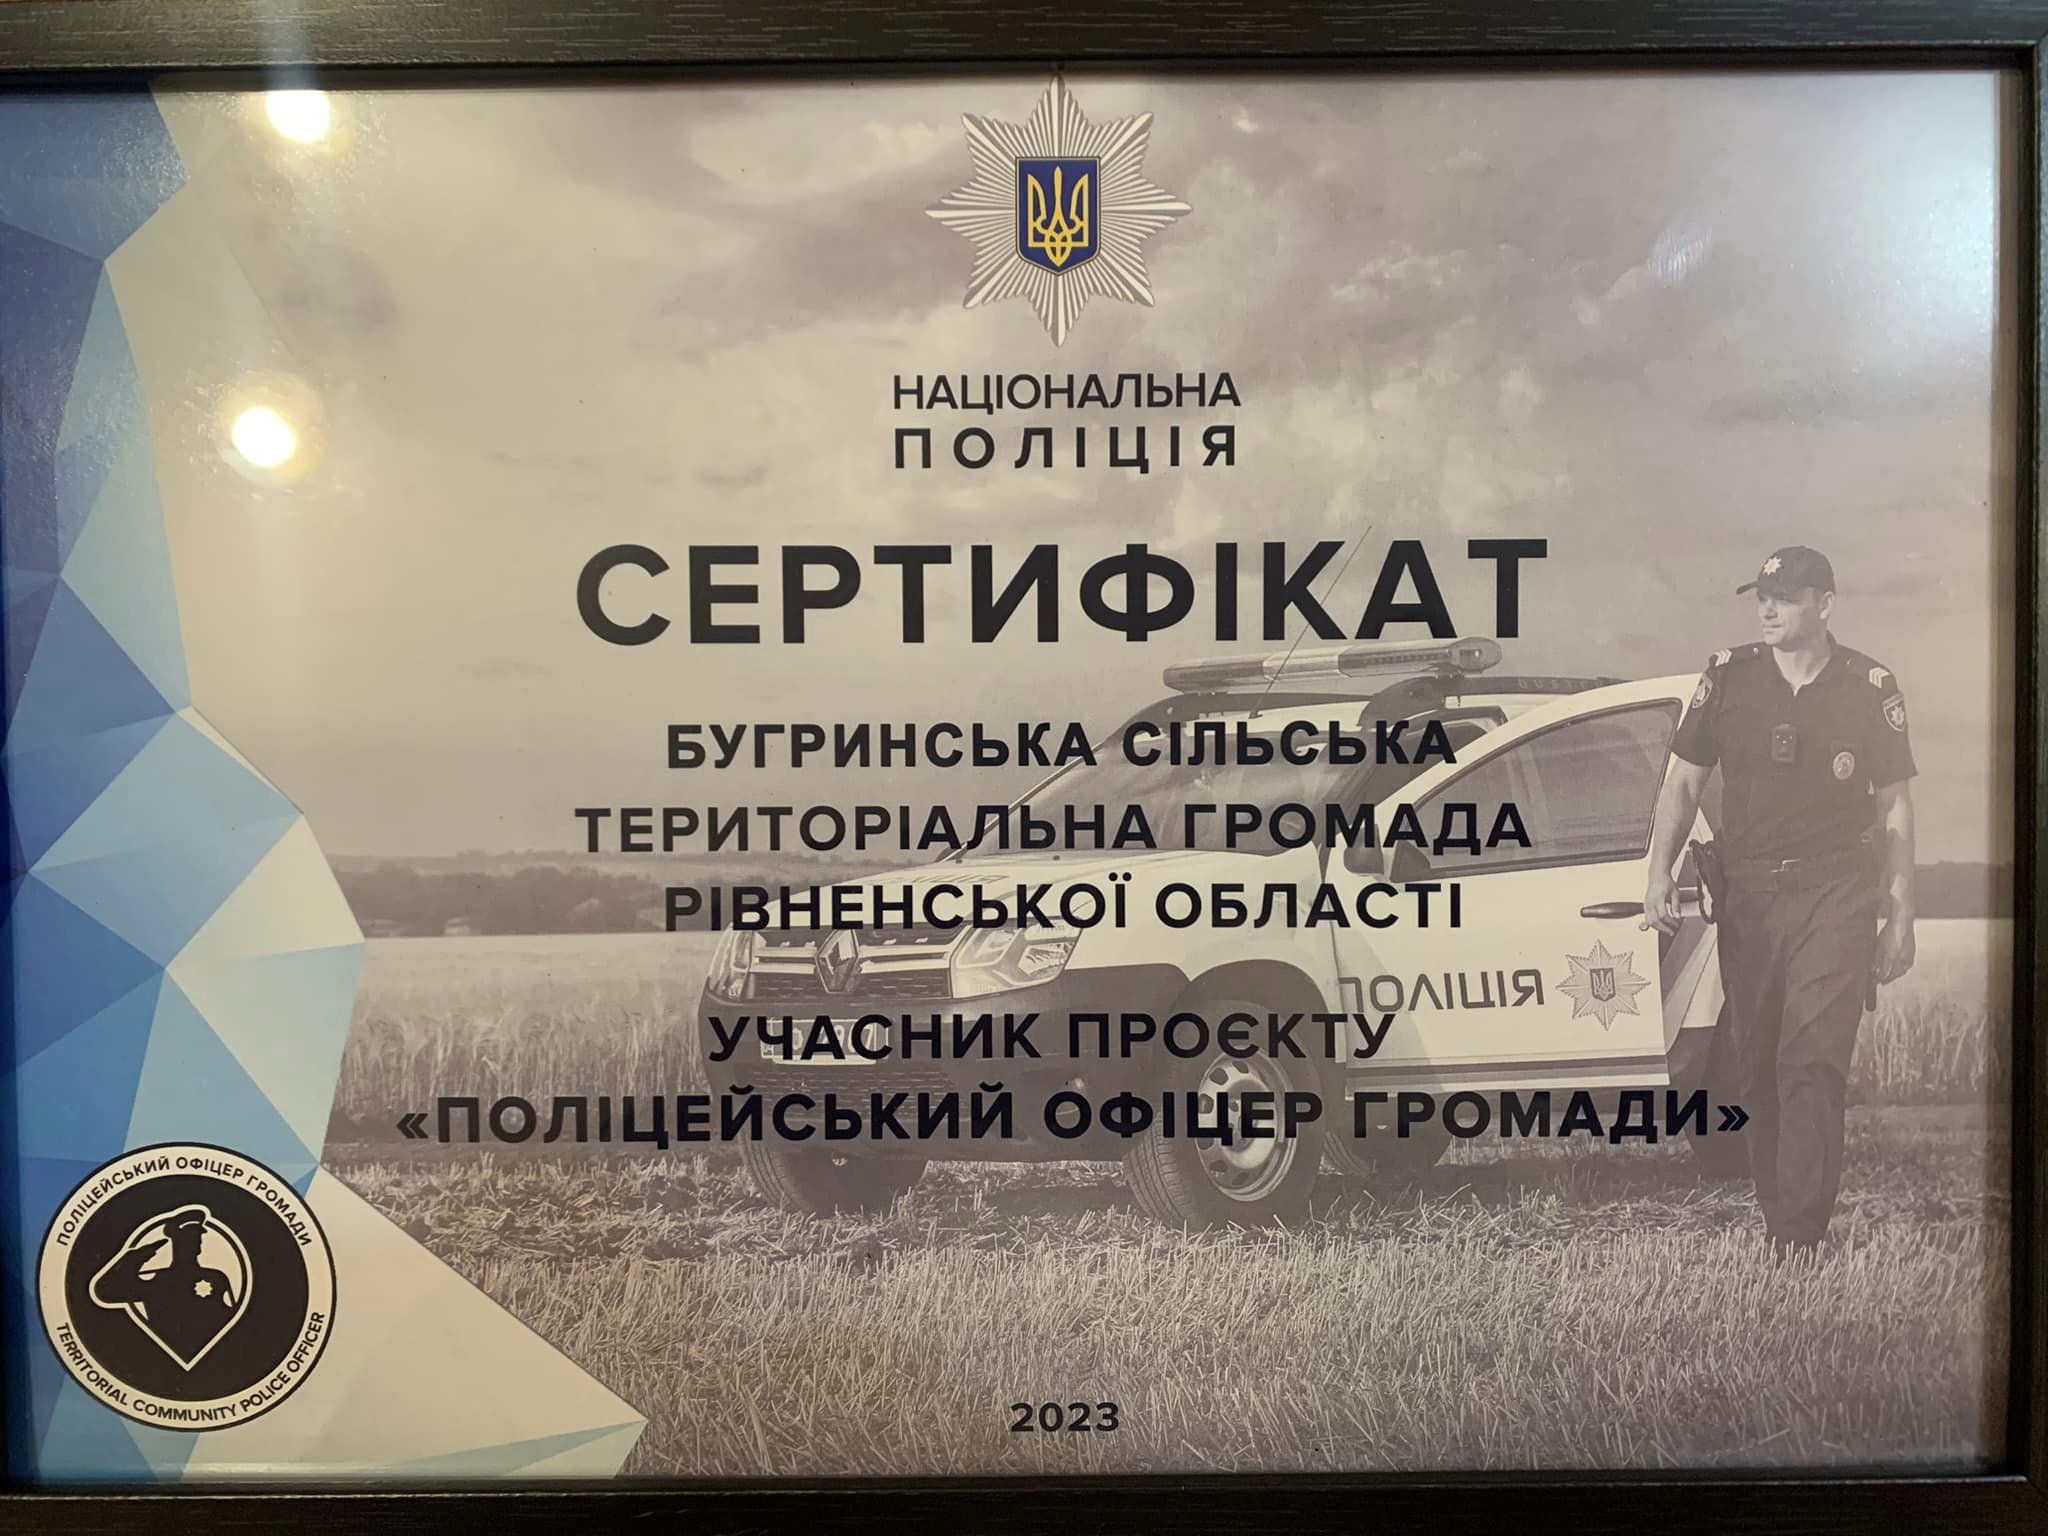 НАЦІОНАЛЬНА
ПОЛІЦІЯ
СЕРТИФІКАТ
БУГРИНСЬКА СІЛЬСЬКА
ТЕРИТОРІАЛЬНА ГРОМАДА
РІВНЕНСЬКОЇ ОБЛАСТІ
УЧАСНИК ПРОЄКТУ
«ПОЛІЦЕЙСЬКИЙ ОФІЦЕР ГРОМАДИ»
ПОЛІЦІЯ
ПОЛІЦЕЙСЬКИЙ ОФІЦЕР ГРОМАДИ
TERRITORIAL COMMUNITY POLICE OFFICER
2023